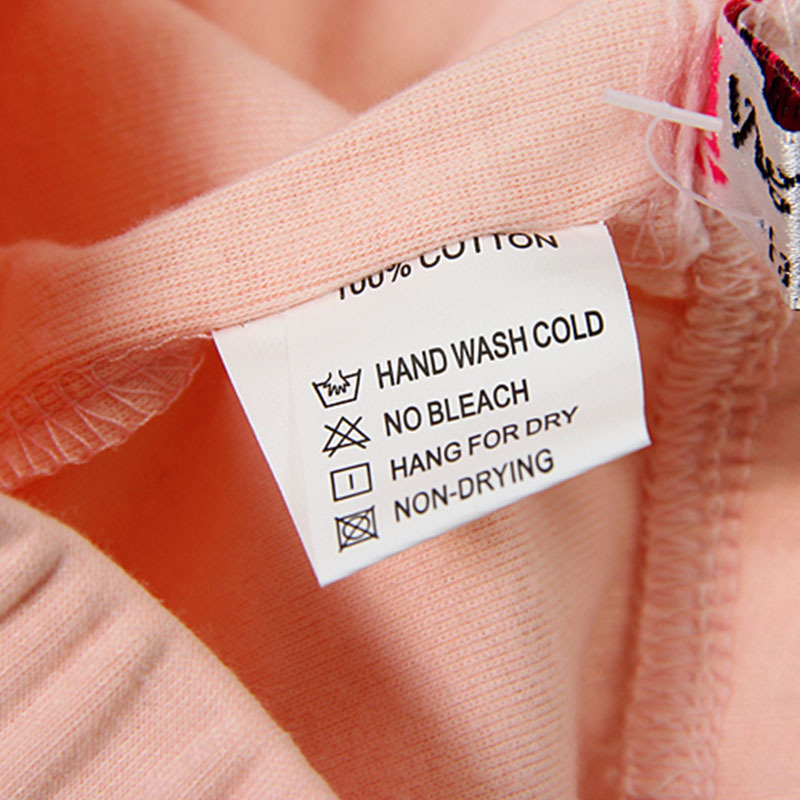 100% COTTON
HAND WASH COLD
NO BLEACH
HANG FOR DRY
NON-DRYING